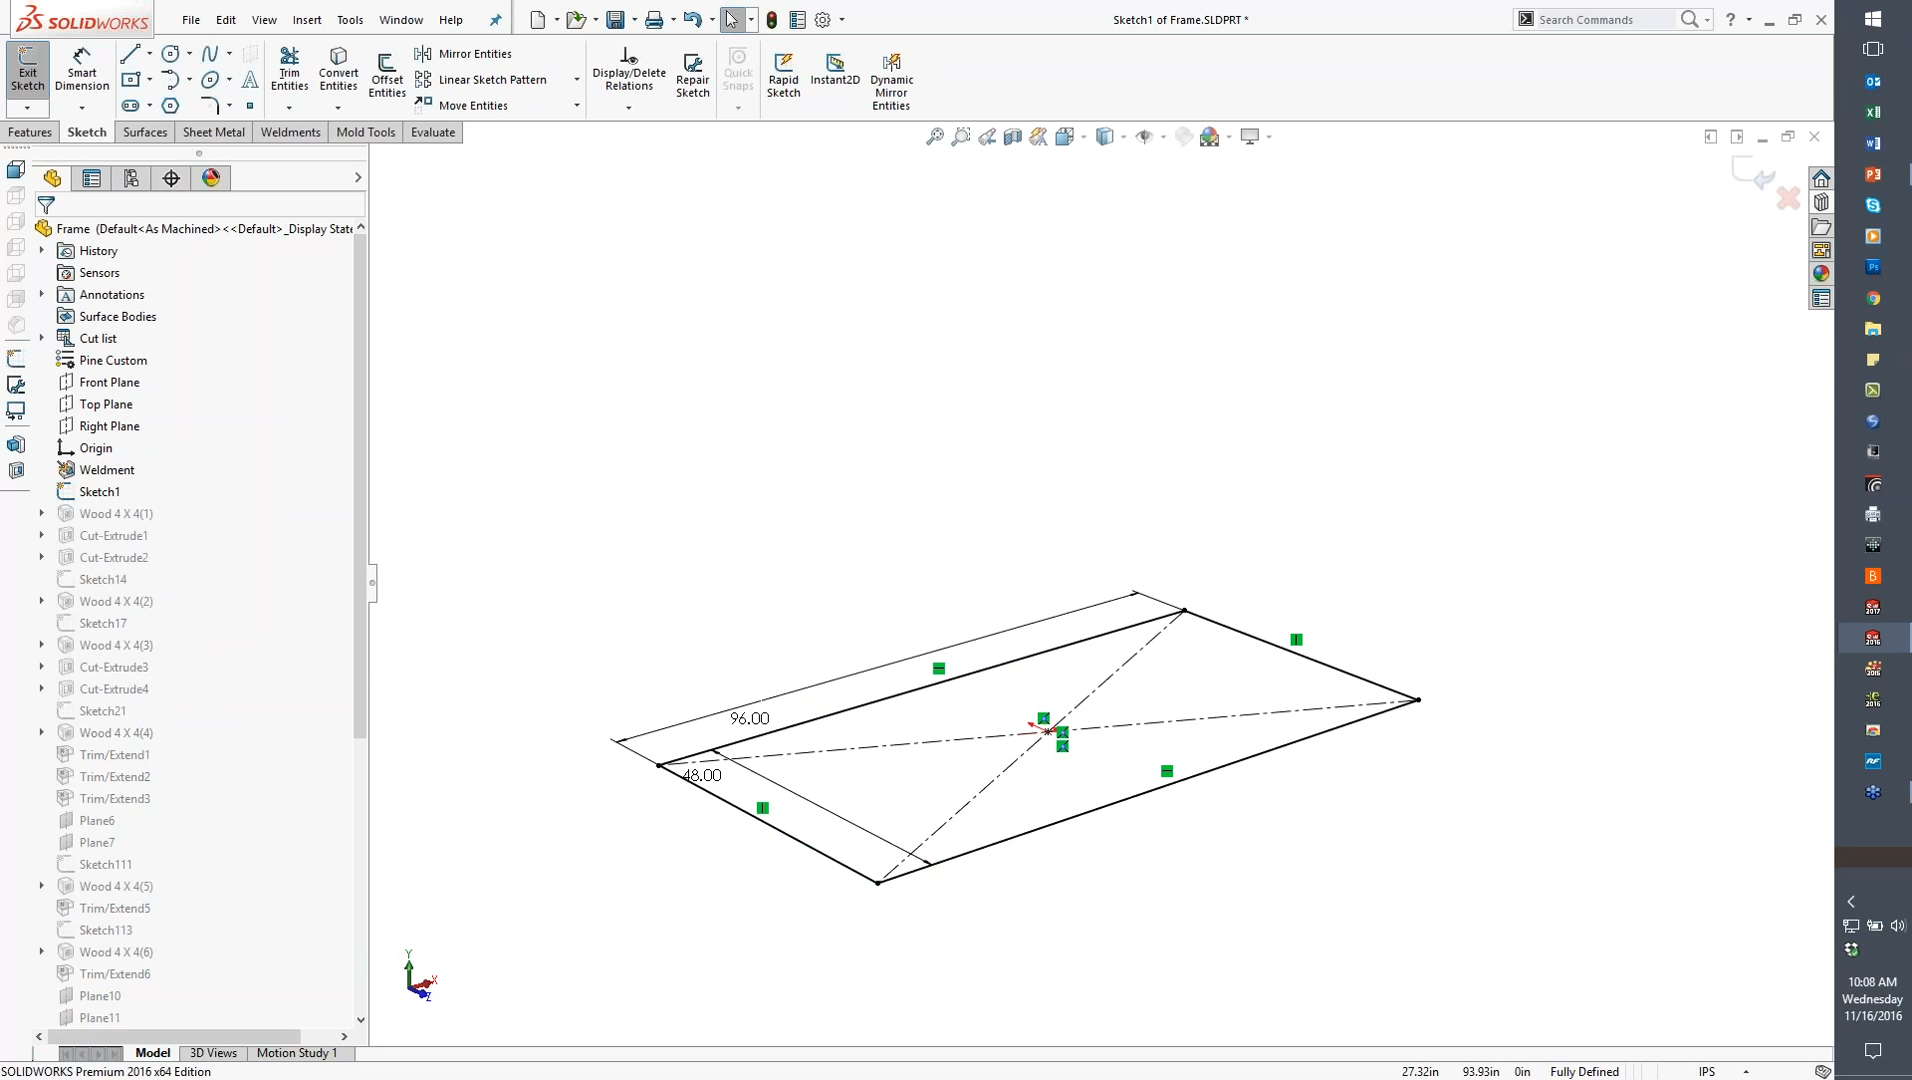 SOLIDWORKS
File Edit View Insert Tools Window Help
Sketch1 of Frame.SLDPRT *
Search Commands
Exit Sketch
Smart Dimension
Trim Entities
Convert Entities
Offset Entities
Mirror Entities
Linear Sketch Pattern
Move Entities
Display/Delete Relations
Repair Sketch
Quick Snaps
Rapid Sketch
Instant2D
Dynamic Mirror Entities
Features Sketch Surfaces Sheet Metal Weldments Mold Tools Evaluate
Frame (Default<As Machined><<Default>_Display State
History
Sensors
Annotations
Surface Bodies
Cut list
Pine Custom
Front Plane
Top Plane
Right Plane
Origin
Weldment
Sketch1
Wood 4 X 4(1)
Cut-Extrude1
Cut-Extrude2
Sketch14
Wood 4 X 4(2)
Sketch17
Wood 4 X 4(3)
Cut-Extrude3
Cut-Extrude4
Sketch21
Wood 4 X 4(4)
Trim/Extend1
Trim/Extend2
Trim/Extend3
Plane6
Plane7
Sketch111
Wood 4 X 4(5)
Trim/Extend5
Sketch113
Wood 4 X 4(6)
Trim/Extend6
Plane10
Plane11
96.00
48.00
Y
X
Z
Model 3D Views Motion Study 1
SOLIDWORKS Premium 2016 x64 Edition
27.32in 93.93in 0in Fully Defined IPS
10:08 AM
Wednesday
11/16/2016